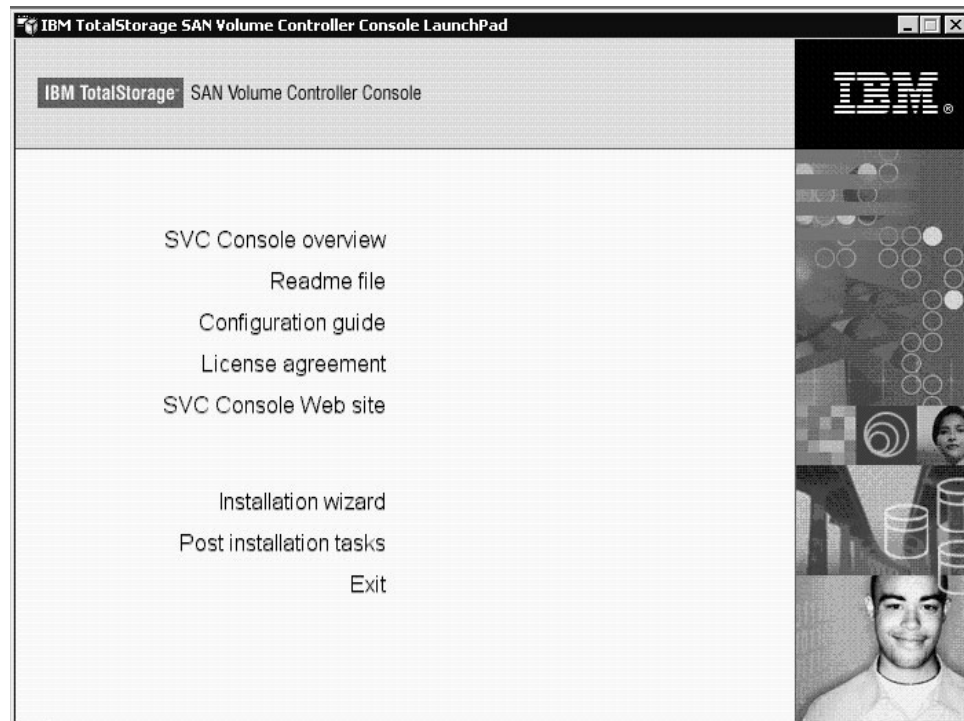 IBM TotalStorage SAN Volume Controller Console LaunchPad
IBM TotalStorage™ SAN Volume Controller Console
IBM®
SVC Console overview
Readme file
Configuration guide
License agreement
SVC Console Web site
Installation wizard
Post installation tasks
Exit